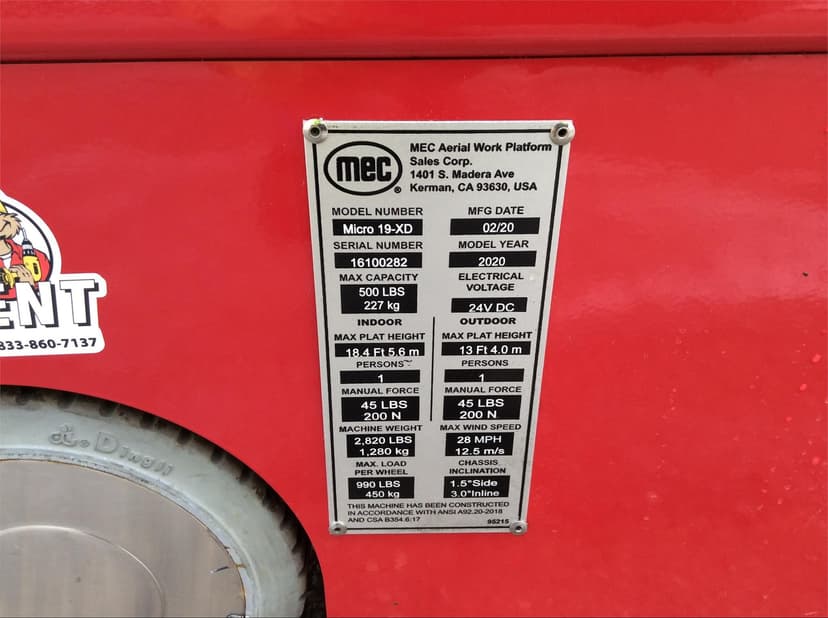 mec
®
MEC Aerial Work Platform
Sales Corp.
1401 S. Madera Ave
Kerman, CA 93630, USA
MODEL NUMBER MFG DATE
Micro 19-XD 02/20
SERIAL NUMBER MODEL YEAR
16100282 2020
MAX CAPACITY ELECTRICAL
VOLTAGE
500 LBS
227 kg 24V DC
INDOOR OUTDOOR
MAX PLAT HEIGHT MAX PLAT HEIGHT
18.4 Ft 5.6 m 13 Ft 4.0 m
PERSONS PERSONS
1 1
MANUAL FORCE MANUAL FORCE
45 LBS 45 LBS
200 N 200 N
MACHINE WEIGHT MAX WIND SPEED
2,820 LBS 28 MPH
1,280 kg 12.5 m/s
MAX. LOAD CHASSIS
PER WHEEL INCLINATION
990 LBS 1.5°Side
450 kg 3.0°Inline
THIS MACHINE HAS BEEN CONSTRUCTED
IN ACCORDANCE WITH ANSI A92.20-2018
AND CSA B354.6:17 95215
ENT
833-860-7137
Dingli